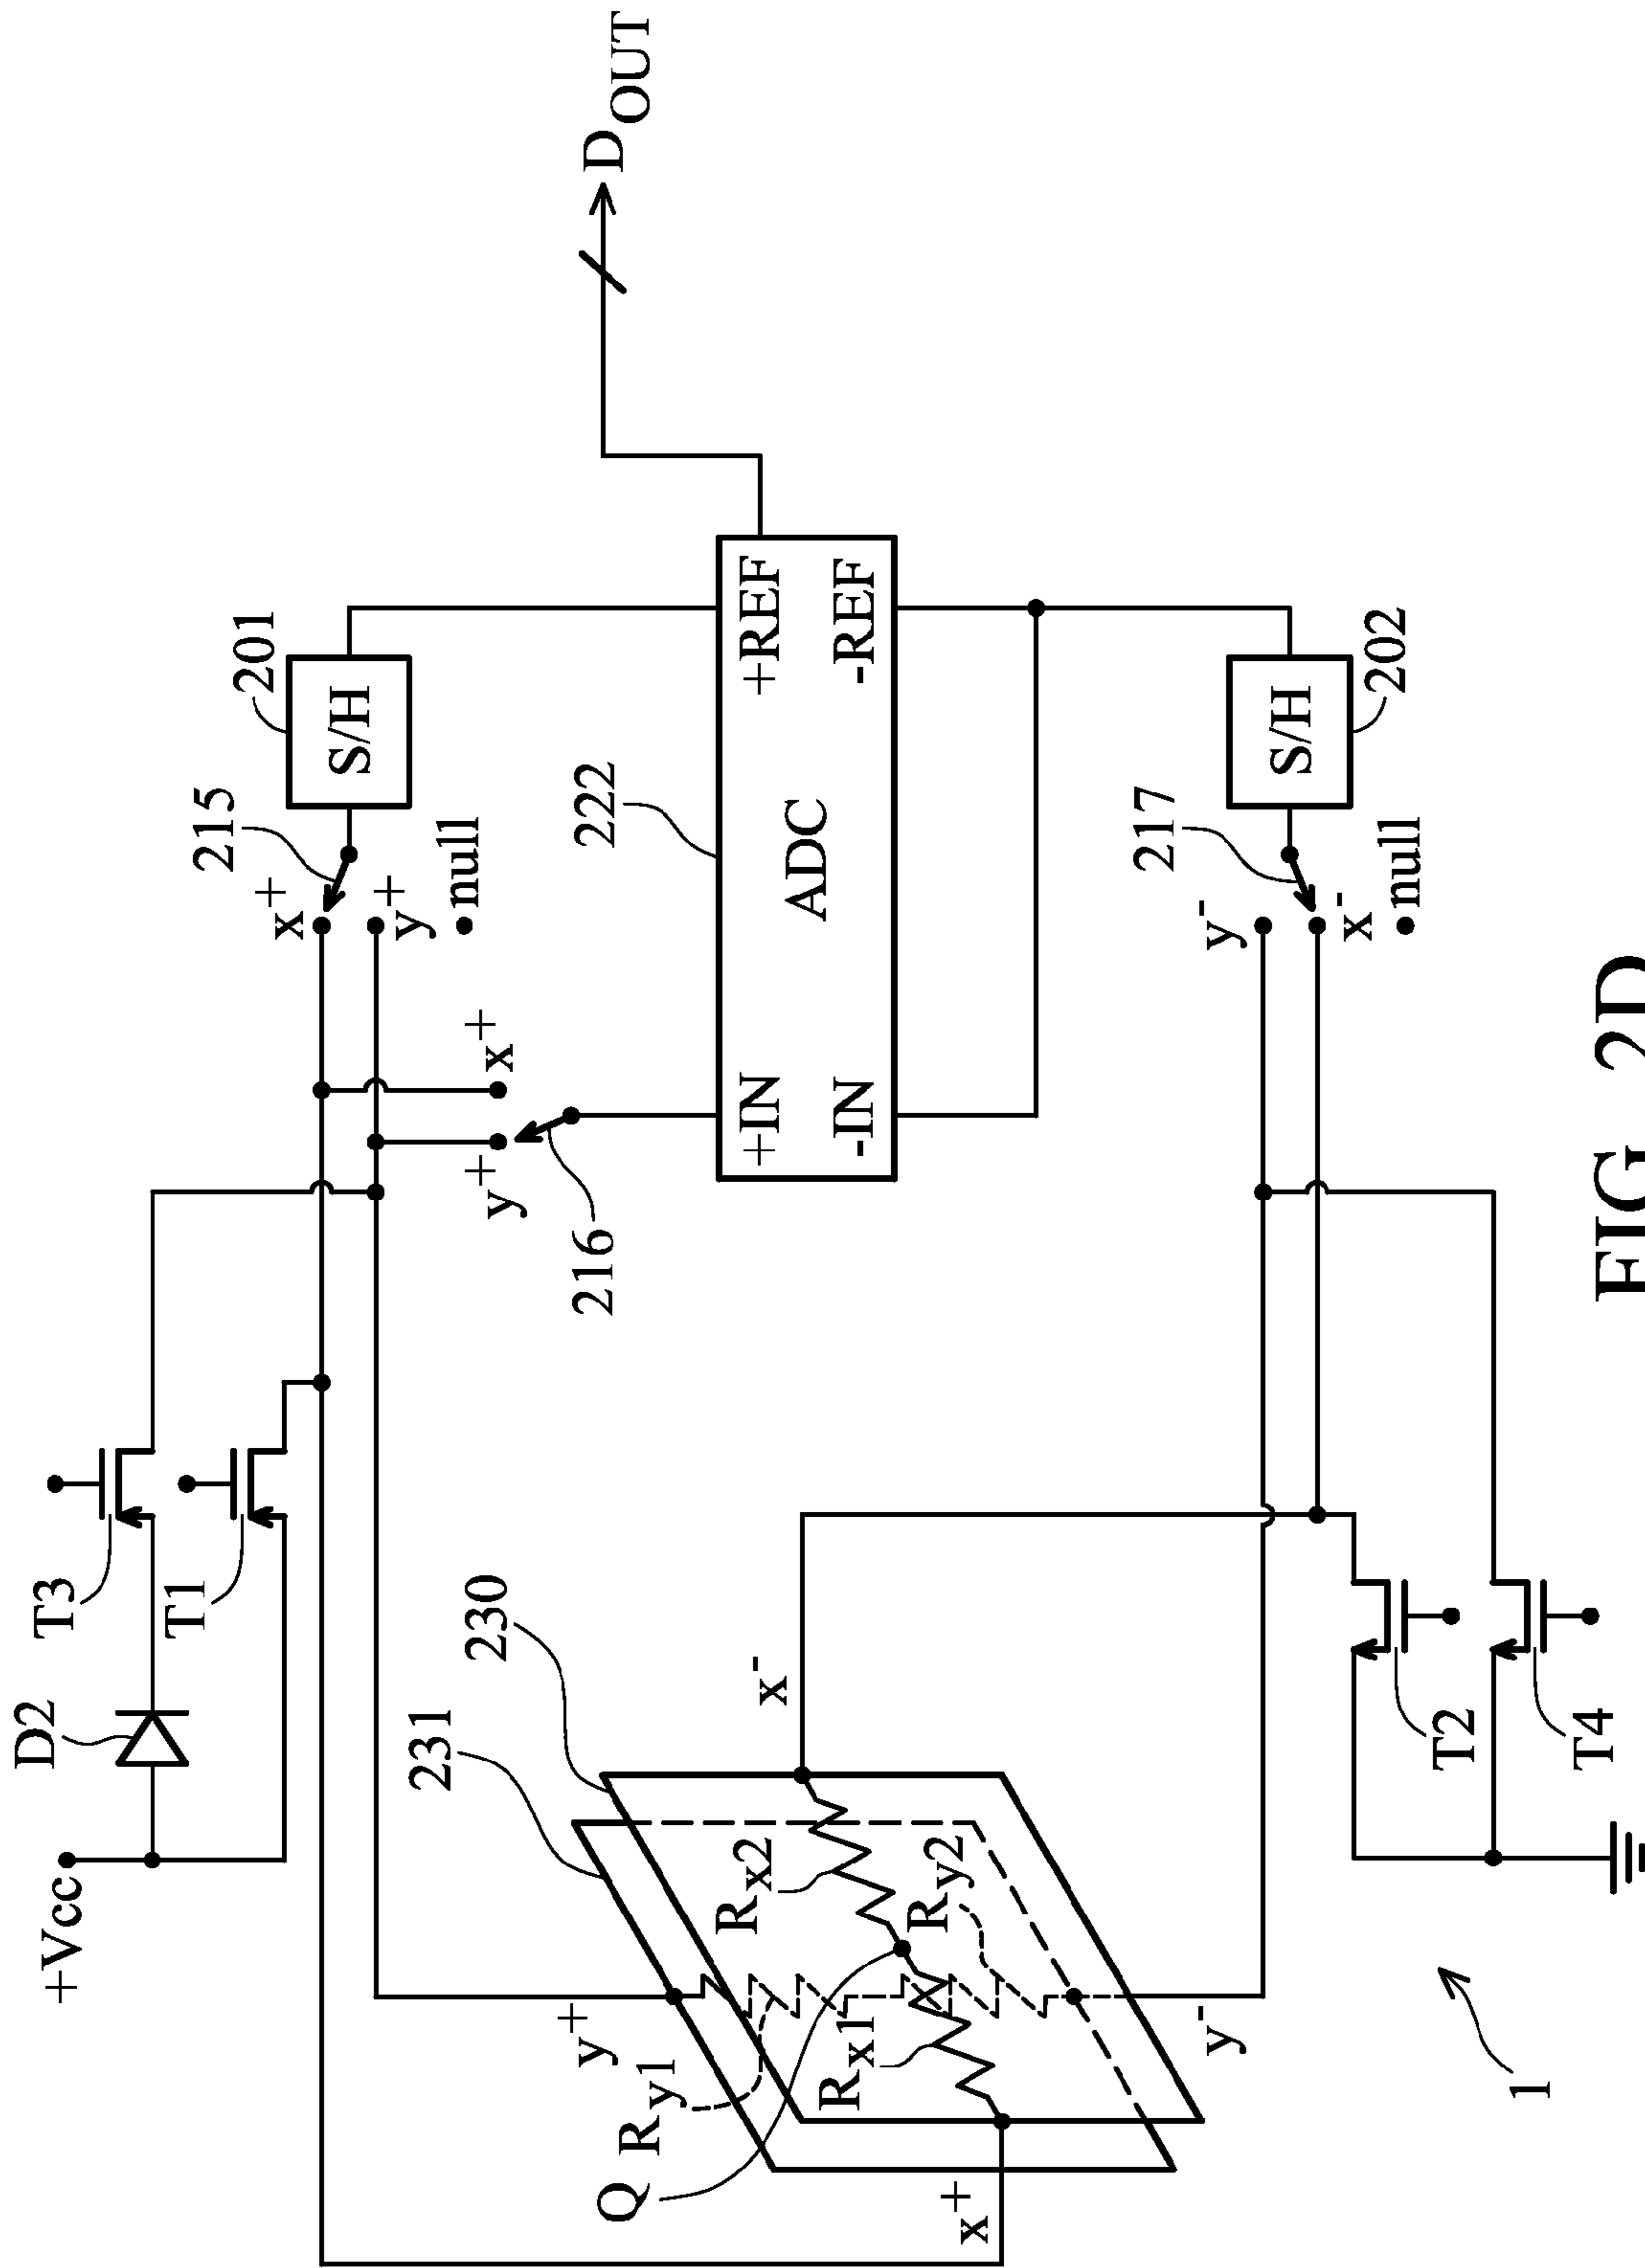 +Vcc
D2
T3
T1
x+
215
201
S/H
y+
null
y+
x+
216
222
+IN
+REF
ADC
-IN
-REF
DOUT
231
230
y+
Ry1
Q
Rx2
x-
Rx1
Ry2
x+
y-
217
y-
S/H
x-
null
202
T2
T4
1
FIG. 2D